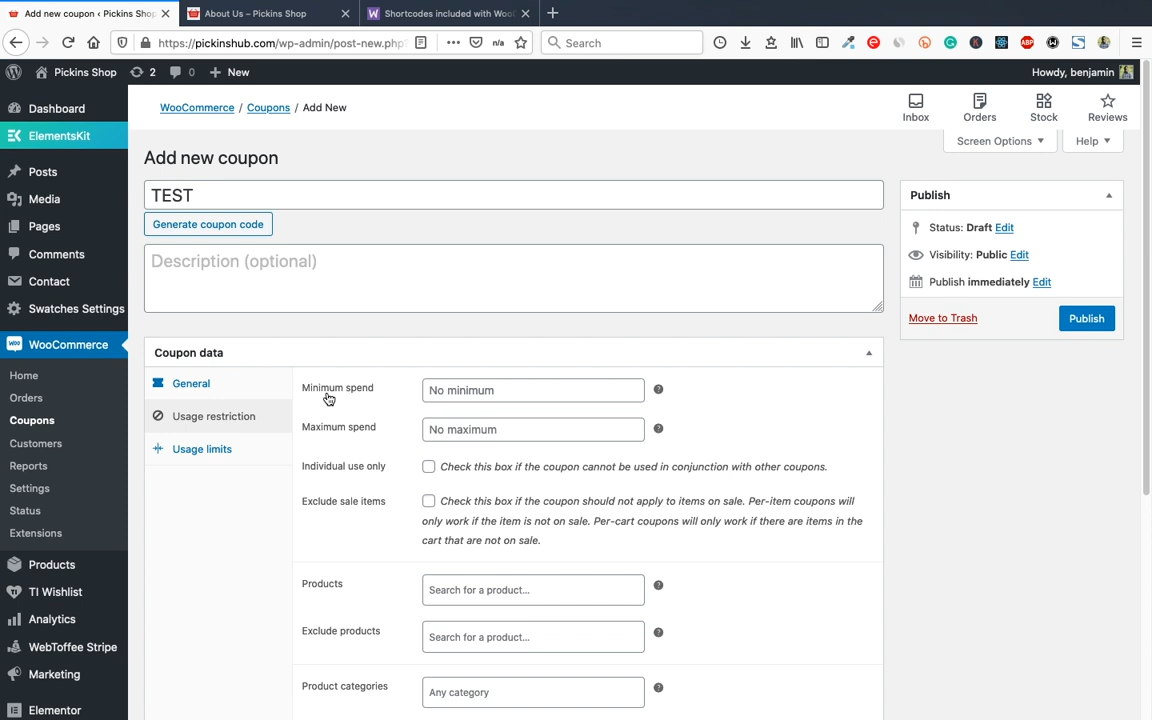 Add new coupon ‹ Pickins Shop
About Us – Pickins Shop
Shortcodes included with Woo
https://pickinshub.com/wp-admin/post-new.php?
n/a
Search
ABP
Pickins Shop
2
0
New
Howdy, benjamin
Dashboard
ElementsKit
Posts
Media
Pages
Comments
Contact
Swatches Settings
WooCommerce
Home
Orders
Coupons
Customers
Reports
Settings
Status
Extensions
Products
TI Wishlist
Analytics
WebToffee Stripe
Marketing
Elementor
WooCommerce / Coupons / Add New
Inbox
Orders
Stock
Reviews
Screen Options
Help
Add new coupon
TEST
Generate coupon code
Description (optional)
Publish
Status: Draft Edit
Visibility: Public Edit
Publish immediately Edit
Move to Trash
Publish
Coupon data
General
Usage restriction
Usage limits
Minimum spend
No minimum
Maximum spend
No maximum
Individual use only
Check this box if the coupon cannot be used in conjunction with other coupons.
Exclude sale items
Check this box if the coupon should not apply to items on sale. Per-item coupons will
only work if the item is not on sale. Per-cart coupons will only work if there are items in the
cart that are not on sale.
Products
Search for a product...
Exclude products
Search for a product...
Product categories
Any category